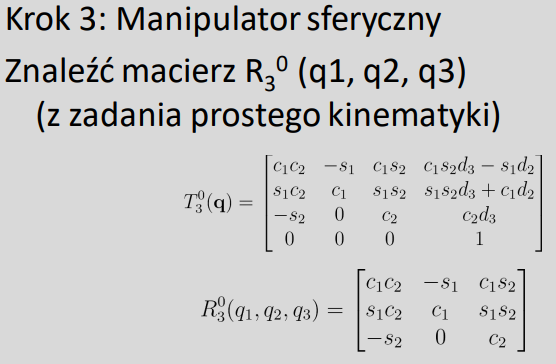 Krok 3: Manipulator sferyczny
Znaleźć macierz R₃⁰ (q1, q2, q3)
(z zadania prostego kinematyki)
T₃⁰(q) =
c₁c₂ −s₁ c₁s₂ c₁s₂d₃ − s₁d₂
s₁c₂ c₁ s₁s₂ s₁s₂d₃ + c₁d₂
−s₂ 0 c₂ c₂d₃
0 0 0 1
R₃⁰(q₁, q₂, q₃) =
c₁c₂ −s₁ c₁s₂
s₁c₂ c₁ s₁s₂
−s₂ 0 c₂